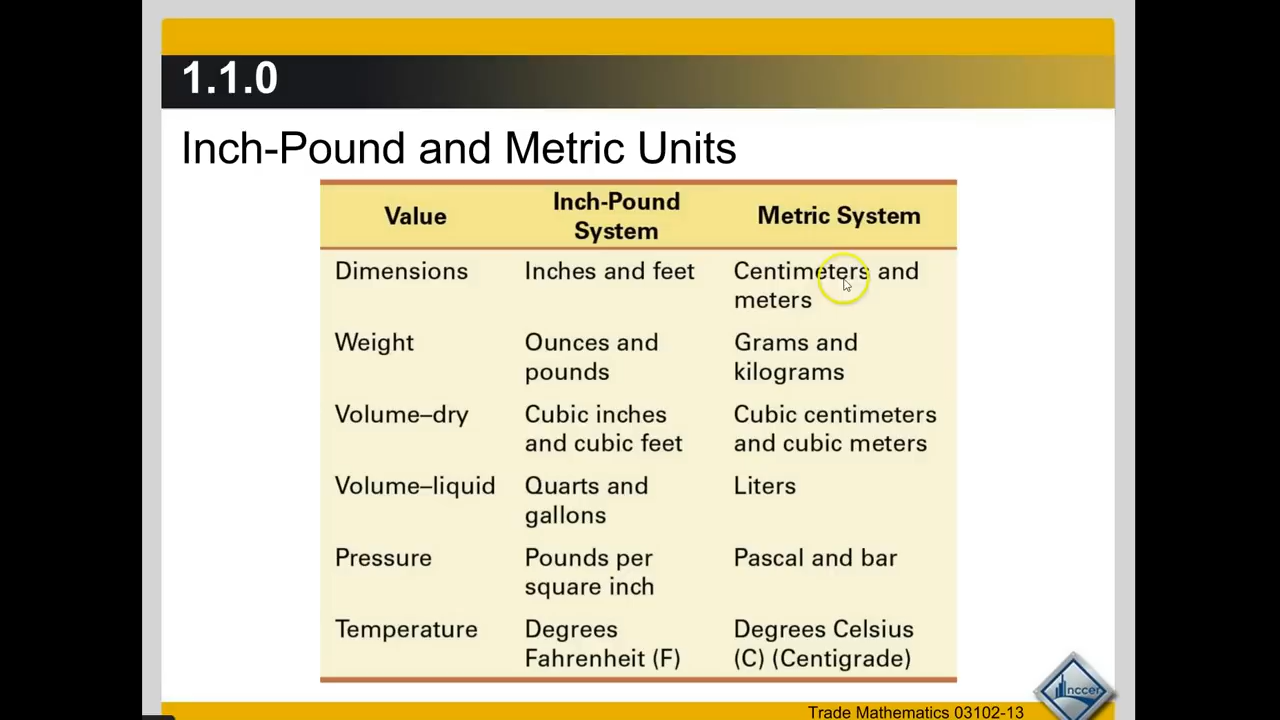 1.1.0
Inch-Pound and Metric Units
Value
Inch-Pound
System
Metric System
Dimensions
Inches and feet
Centimeters and
meters
Weight
Ounces and
pounds
Grams and
kilograms
Volume–dry
Cubic inches
and cubic feet
Cubic centimeters
and cubic meters
Volume–liquid
Quarts and
gallons
Liters
Pressure
Pounds per
square inch
Pascal and bar
Temperature
Degrees
Fahrenheit (F)
Degrees Celsius
(C) (Centigrade)
nccer
Trade Mathematics 03102-13